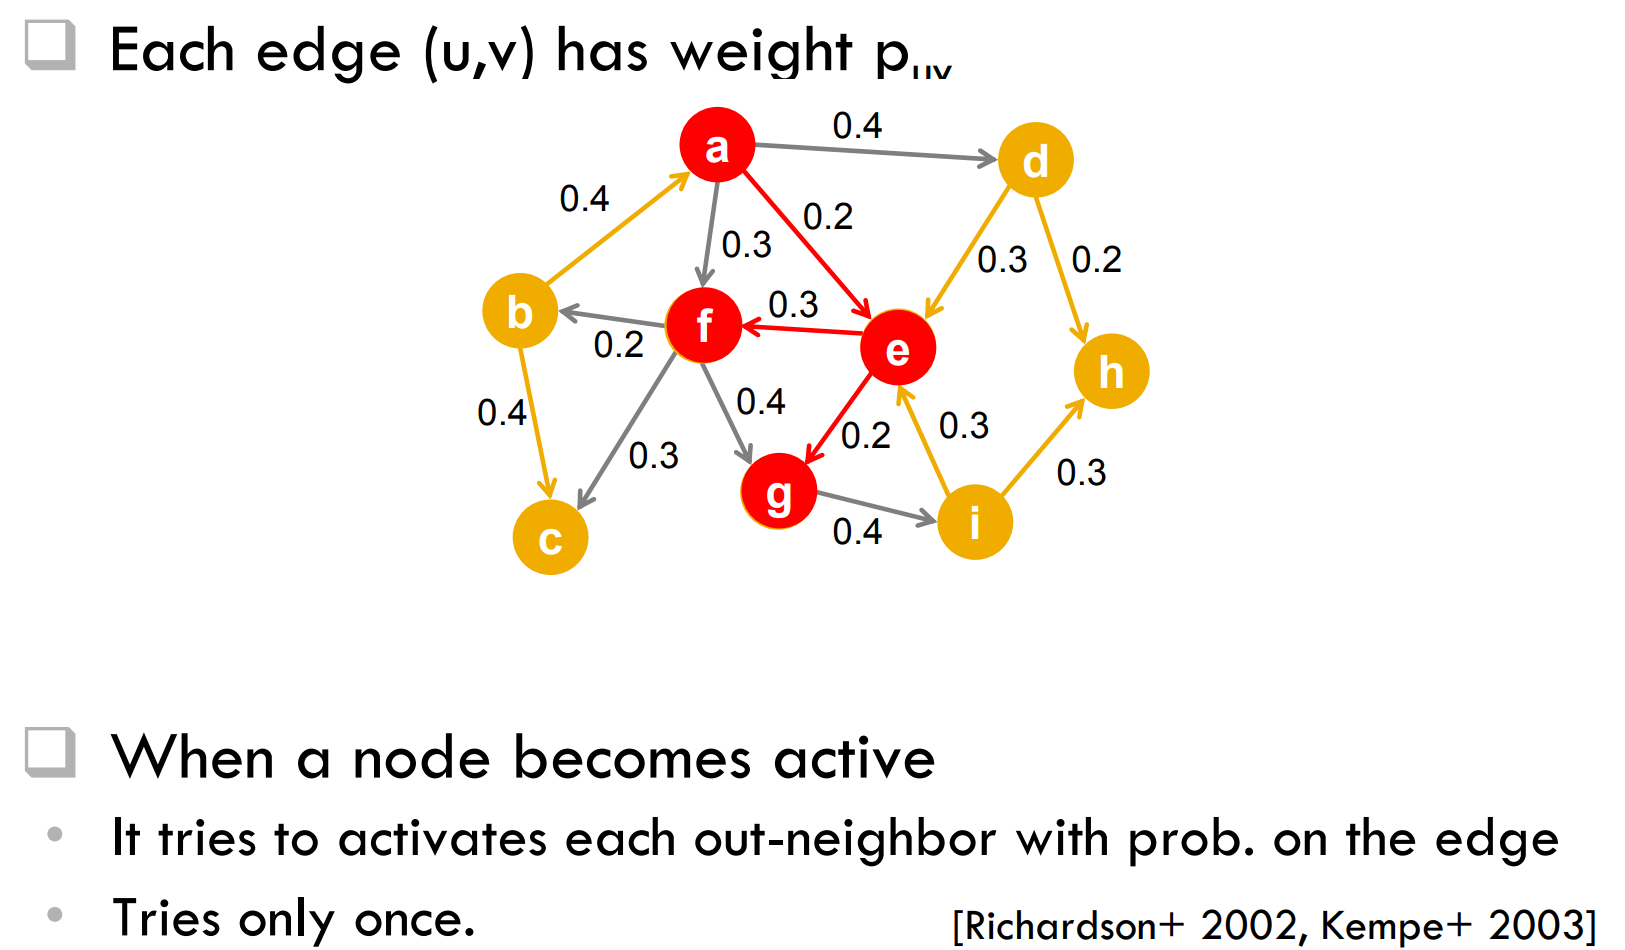 Each edge (u,v) has weight p_uv
a
0.4
d
0.4
0.2
0.3
0.3
0.2
b
f
0.3
e
h
0.2
0.4
0.4
0.2
0.3
0.3
0.3
g
0.4
i
c
When a node becomes active
It tries to activates each out-neighbor with prob. on the edge
Tries only once.
[Richardson+ 2002, Kempe+ 2003]